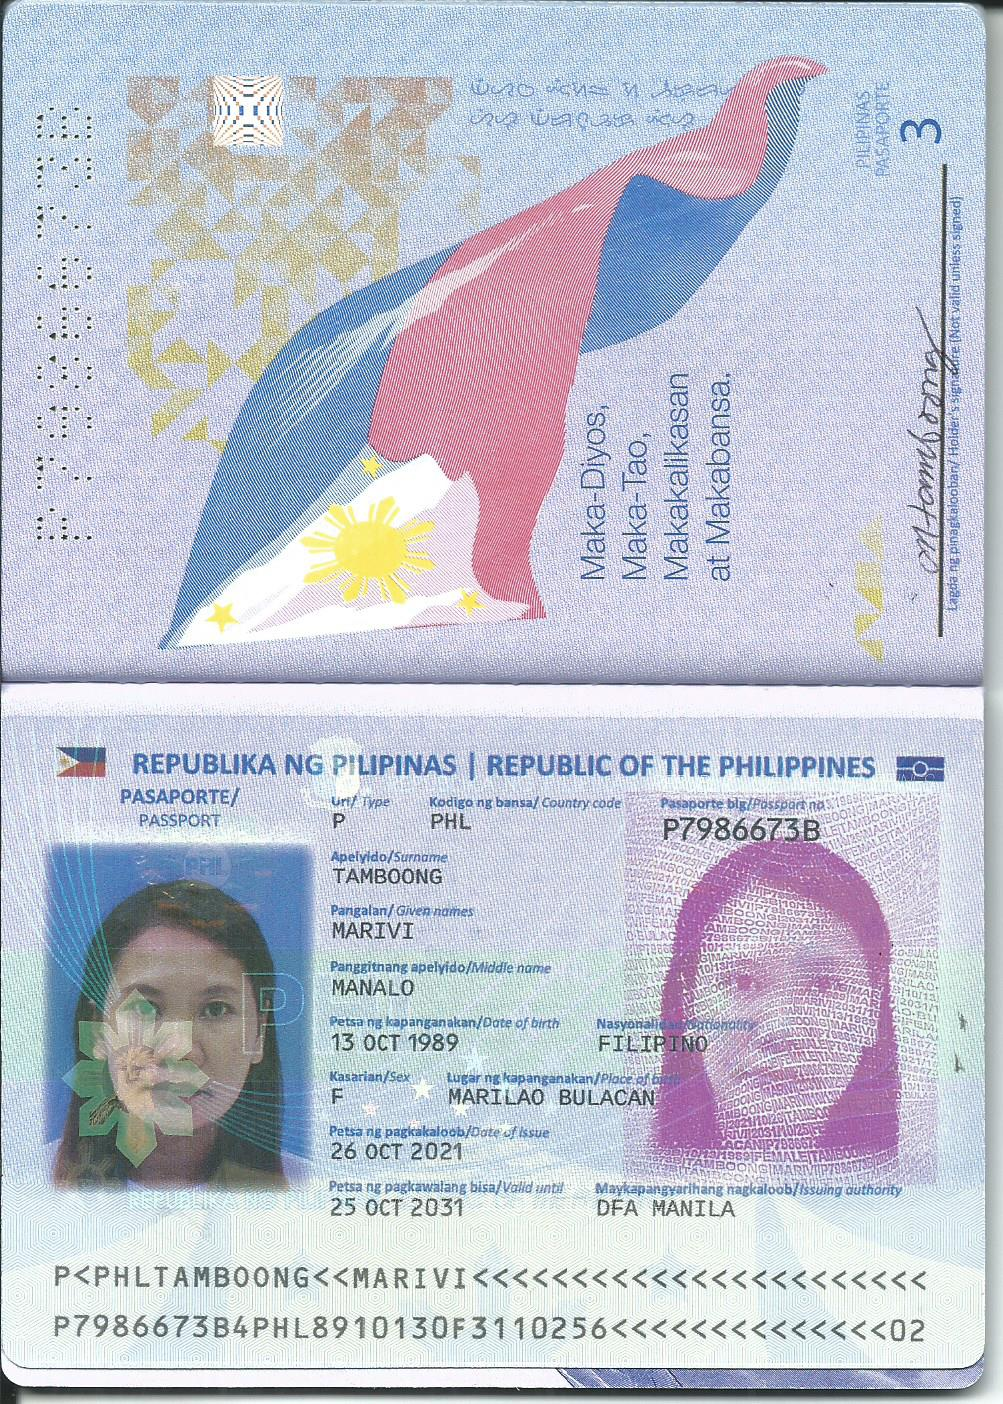 P7986673B
PILIPINAS
PASAPORTE
3
Maka-Diyos,
Maka-Tao,
Makakalikasan
at Makabansa.
Lagda ng pinagkalooban/ Holder's signature (Not valid unless signed)
REPUBLIKA NG PILIPINAS | REPUBLIC OF THE PHILIPPINES
PASAPORTE/
PASSPORT
Uri/ Type Kodigo ng bansa/ Country code Pasaporte blg/Passport no.
P PHL P7986673B
Apelyido/Surname
TAMBOONG
Pangalan/ Given names
MARIVI
Panggitnang apelyido/Middle name
MANALO
Petsa ng kapanganakan/Date of birth Nasyonalidad/Nationality
13 OCT 1989 FILIPINO
Kasarian/Sex Lugar ng kapanganakan/Place of birth
F MARILAO BULACAN
Petsa ng pagkakaloob/Date of issue
26 OCT 2021
Petsa ng pagkawalang bisa/Valid until Maykapangyarihang nagkaloob/Issuing authority
25 OCT 2031 DFA MANILA
P<PHLTAMBOONG<<MARIVI<<<<<<<<<<<<<<<<<<<<<<<
P7986673B4PHL8910130F3110256<<<<<<<<<<<<<<02